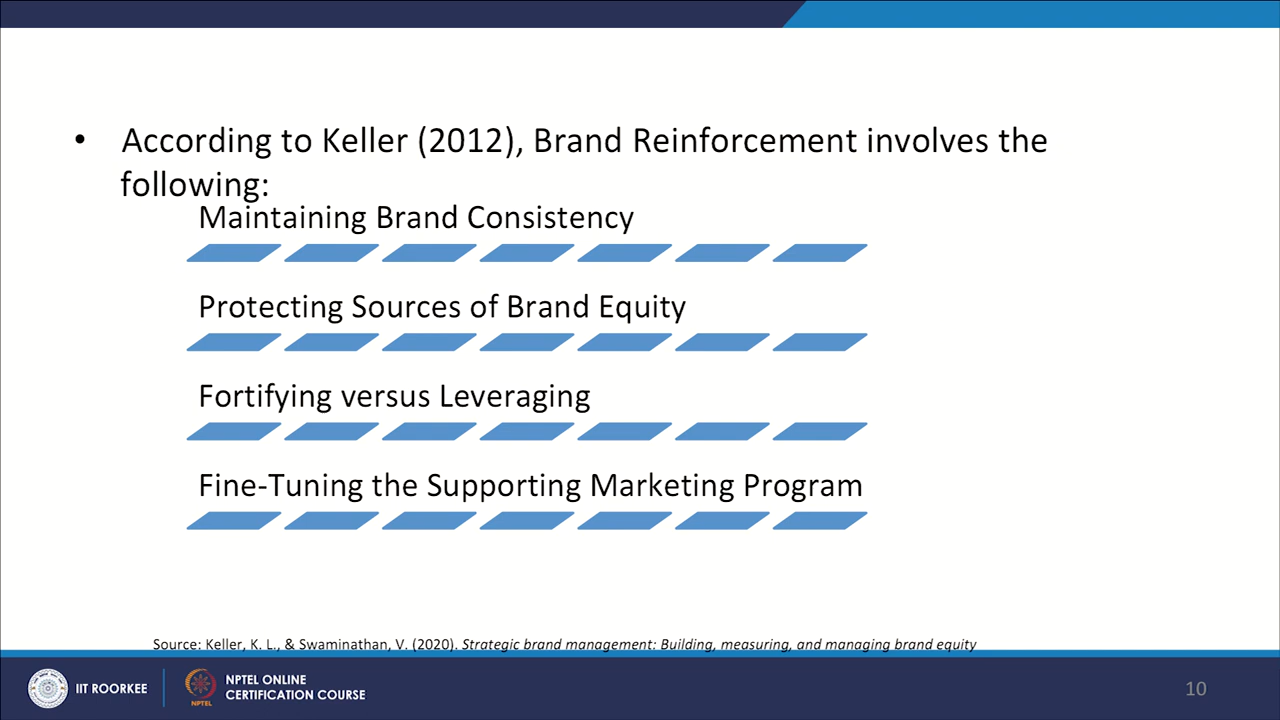 • According to Keller (2012), Brand Reinforcement involves the
following:
Maintaining Brand Consistency
Protecting Sources of Brand Equity
Fortifying versus Leveraging
Fine-Tuning the Supporting Marketing Program
Source: Keller, K. L., & Swaminathan, V. (2020). Strategic brand management: Building, measuring, and managing brand equity
IIT ROORKEE
NPTEL
NPTEL ONLINE
CERTIFICATION COURSE
10